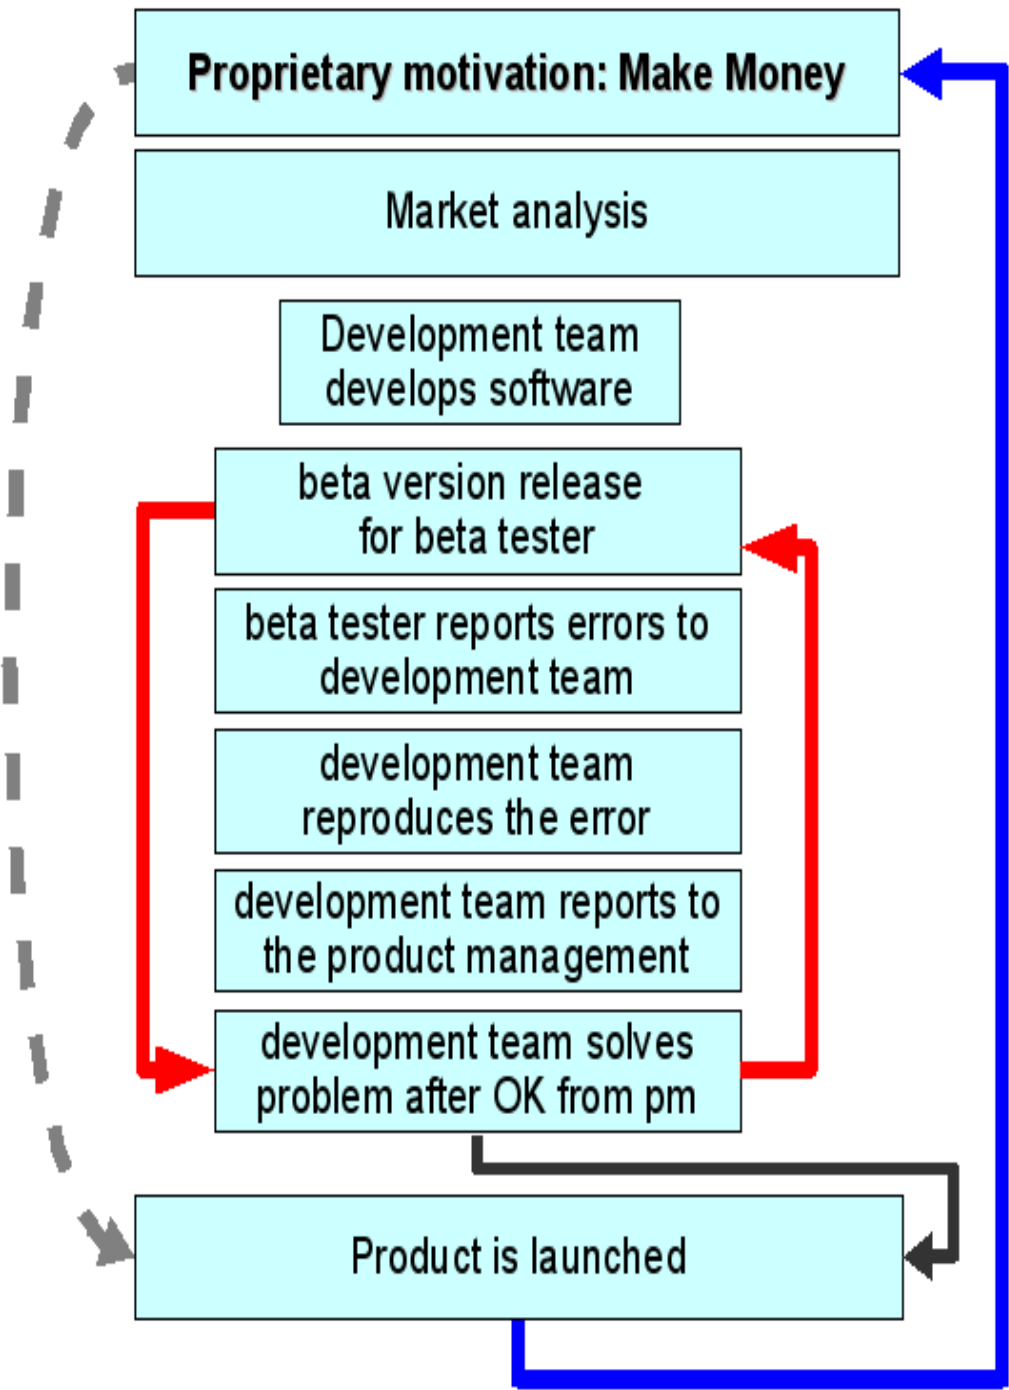 Proprietary motivation: Make Money
Market analysis
Development team
develops software
beta version release
for beta tester
beta tester reports errors to
development team
development team
reproduces the error
development team reports to
the product management
development team solves
problem after OK from pm
Product is launched